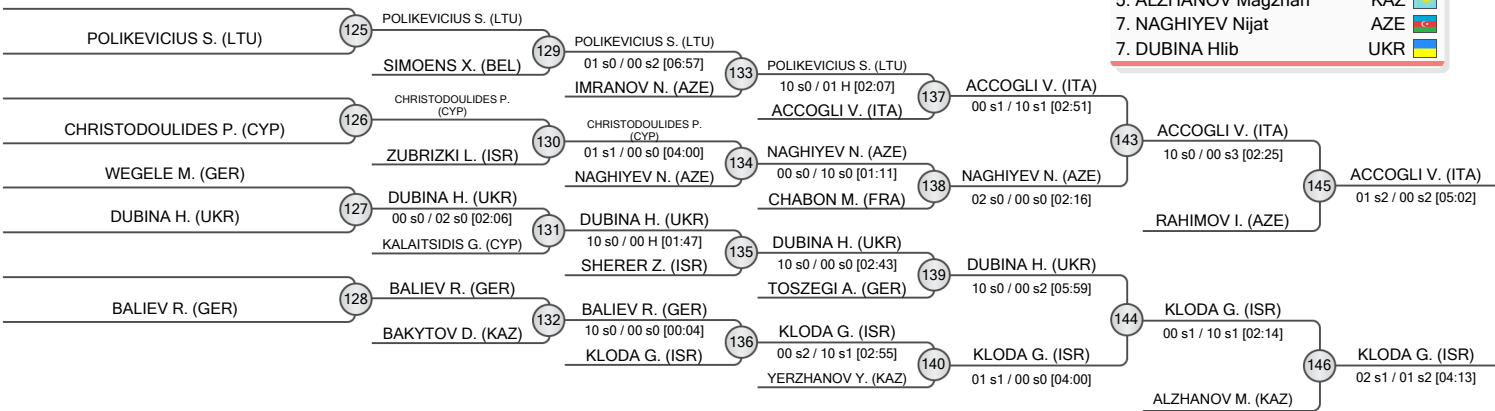 5. ALZHANOV Magzhan KAZ
7. NAGHIYEV Nijat AZE
7. DUBINA Hlib UKR
POLIKEVICIUS S. (LTU)
125
CHRISTODOULIDES P. (CYP)
126
WEGELE M. (GER)
DUBINA H. (UKR)
127
BALIEV R. (GER)
128
POLIKEVICIUS S. (LTU)
SIMOENS X. (BEL)
129
CHRISTODOULIDES P.
(CYP)
ZUBRIZKI L. (ISR)
130
DUBINA H. (UKR)
00 s0 / 02 s0 [02:06]
KALAITSIDIS G. (CYP)
131
BALIEV R. (GER)
BAKYTOV D. (KAZ)
132
POLIKEVICIUS S. (LTU)
01 s0 / 00 s2 [06:57]
IMRANOV N. (AZE)
133
CHRISTODOULIDES P.
(CYP)
01 s1 / 00 s0 [04:00]
NAGHIYEV N. (AZE)
134
DUBINA H. (UKR)
10 s0 / 00 H [01:47]
SHERER Z. (ISR)
135
BALIEV R. (GER)
10 s0 / 00 s0 [00:04]
KLODA G. (ISR)
136
POLIKEVICIUS S. (LTU)
10 s0 / 01 H [02:07]
ACCOGLI V. (ITA)
137
NAGHIYEV N. (AZE)
00 s0 / 10 s0 [01:11]
CHABON M. (FRA)
138
DUBINA H. (UKR)
10 s0 / 00 s0 [02:43]
TOSZEGI A. (GER)
139
KLODA G. (ISR)
00 s2 / 10 s1 [02:55]
YERZHANOV Y. (KAZ)
140
ACCOGLI V. (ITA)
00 s1 / 10 s1 [02:51]
NAGHIYEV N. (AZE)
02 s0 / 00 s0 [02:16]
143
DUBINA H. (UKR)
10 s0 / 00 s2 [05:59]
KLODA G. (ISR)
01 s1 / 00 s0 [04:00]
144
ACCOGLI V. (ITA)
10 s0 / 00 s3 [02:25]
RAHIMOV I. (AZE)
145
KLODA G. (ISR)
00 s1 / 10 s1 [02:14]
ALZHANOV M. (KAZ)
146
ACCOGLI V. (ITA)
01 s2 / 00 s2 [05:02]
KLODA G. (ISR)
02 s1 / 01 s2 [04:13]